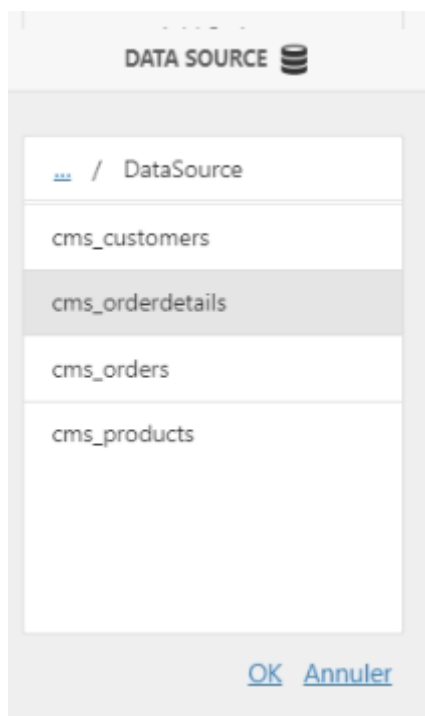 DATA SOURCE
... / DataSource
cms_customers
cms_orderdetails
cms_orders
cms_products
OK Annuler